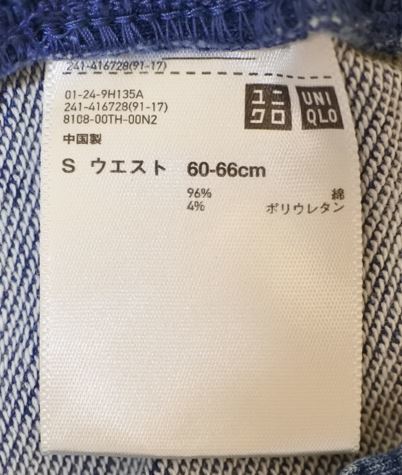 241-416728(91-17)
01-24-9H135A
241-416728(91-17)
8108-00TH-00N2
中国製
ユニ
クロ
UNI
QLO
S ウエスト 60-66cm
96% 綿
4% ポリウレタン